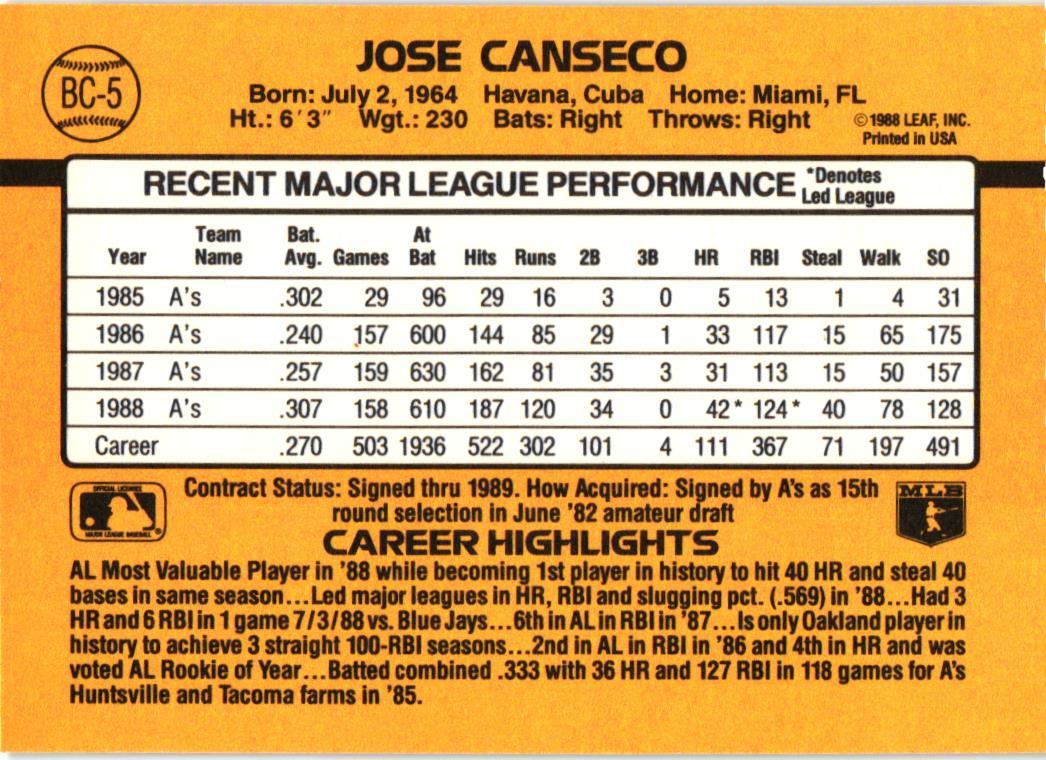 JOSE CANSECO
BC-5
Born: July 2, 1964 Havana, Cuba Home: Miami, FL
Ht.: 6´3″ Wgt.: 230 Bats: Right Throws: Right
©1988 LEAF, INC.
Printed in USA
RECENT MAJOR LEAGUE PERFORMANCE *Denotes Led League
Year Team Name Bat. Avg. Games At Bat Hits Runs 2B 3B HR RBI Steal Walk SO
1985 A's .302 29 96 29 16 3 0 5 13 1 4 31
1986 A's .240 157 600 144 85 29 1 33 117 15 65 175
1987 A's .257 159 630 162 81 35 3 31 113 15 50 157
1988 A's .307 158 610 187 120 34 0 42* 124* 40 78 128
Career .270 503 1936 522 302 101 4 111 367 71 197 491
OFFICIAL LICENSEE
MAJOR LEAGUE BASEBALL®
Contract Status: Signed thru 1989. How Acquired: Signed by A's as 15th
round selection in June '82 amateur draft
MLB
CAREER HIGHLIGHTS
AL Most Valuable Player in '88 while becoming 1st player in history to hit 40 HR and steal 40
bases in same season...Led major leagues in HR, RBI and slugging pct. (.569) in '88...Had 3
HR and 6 RBI in 1 game 7/3/88 vs. Blue Jays...6th in AL in RBI in '87...Is only Oakland player in
history to achieve 3 straight 100-RBI seasons...2nd in AL in RBI in '86 and 4th in HR and was
voted AL Rookie of Year...Batted combined .333 with 36 HR and 127 RBI in 118 games for A's
Huntsville and Tacoma farms in '85.